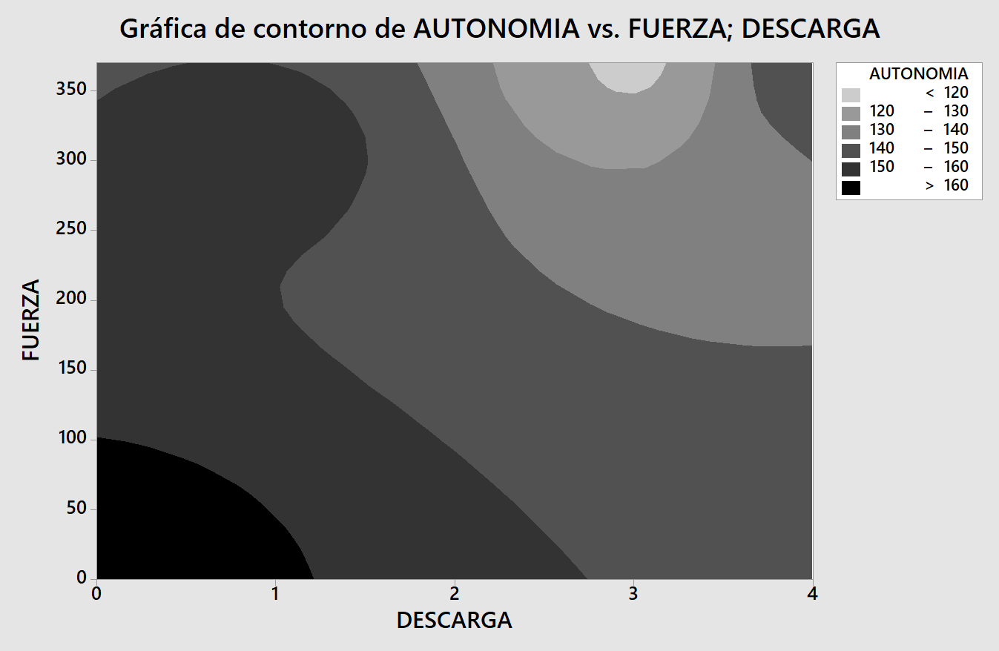 Gráfica de contorno de AUTONOMIA vs. FUERZA; DESCARGA
AUTONOMIA
< 120
120 – 130
130 – 140
140 – 150
150 – 160
> 160
FUERZA
350
300
250
200
150
100
50
0
0 1 2 3 4
DESCARGA